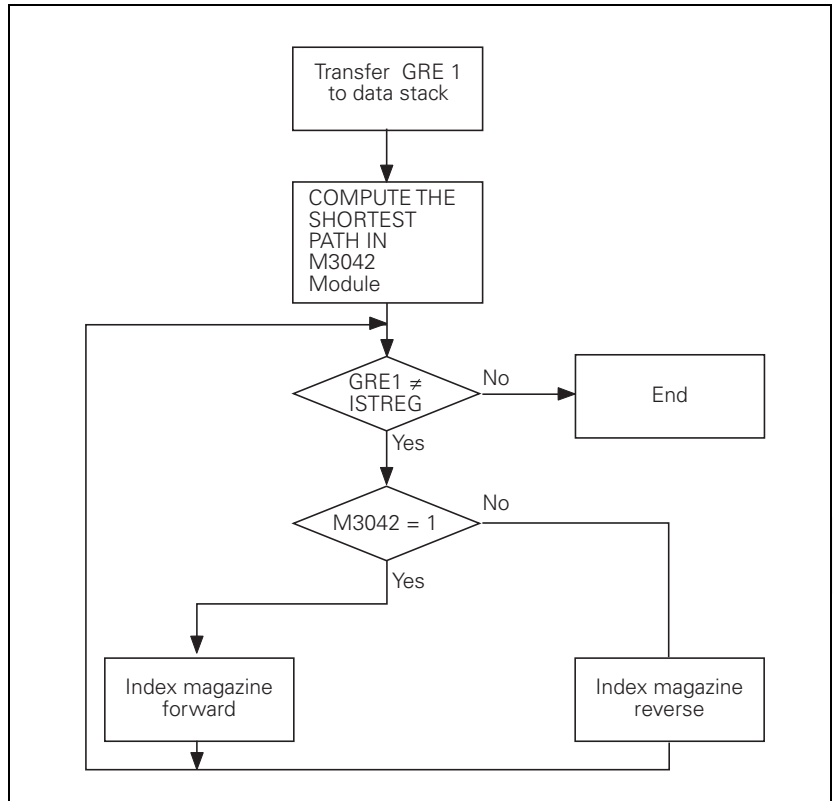 Transfer GRE 1
to data stack
COMPUTE THE
SHORTEST
PATH IN
M3042
Module
GRE1 ≠
ISTREG
No
End
Yes
M3042 = 1
No
Yes
Index magazine
forward
Index magazine
reverse